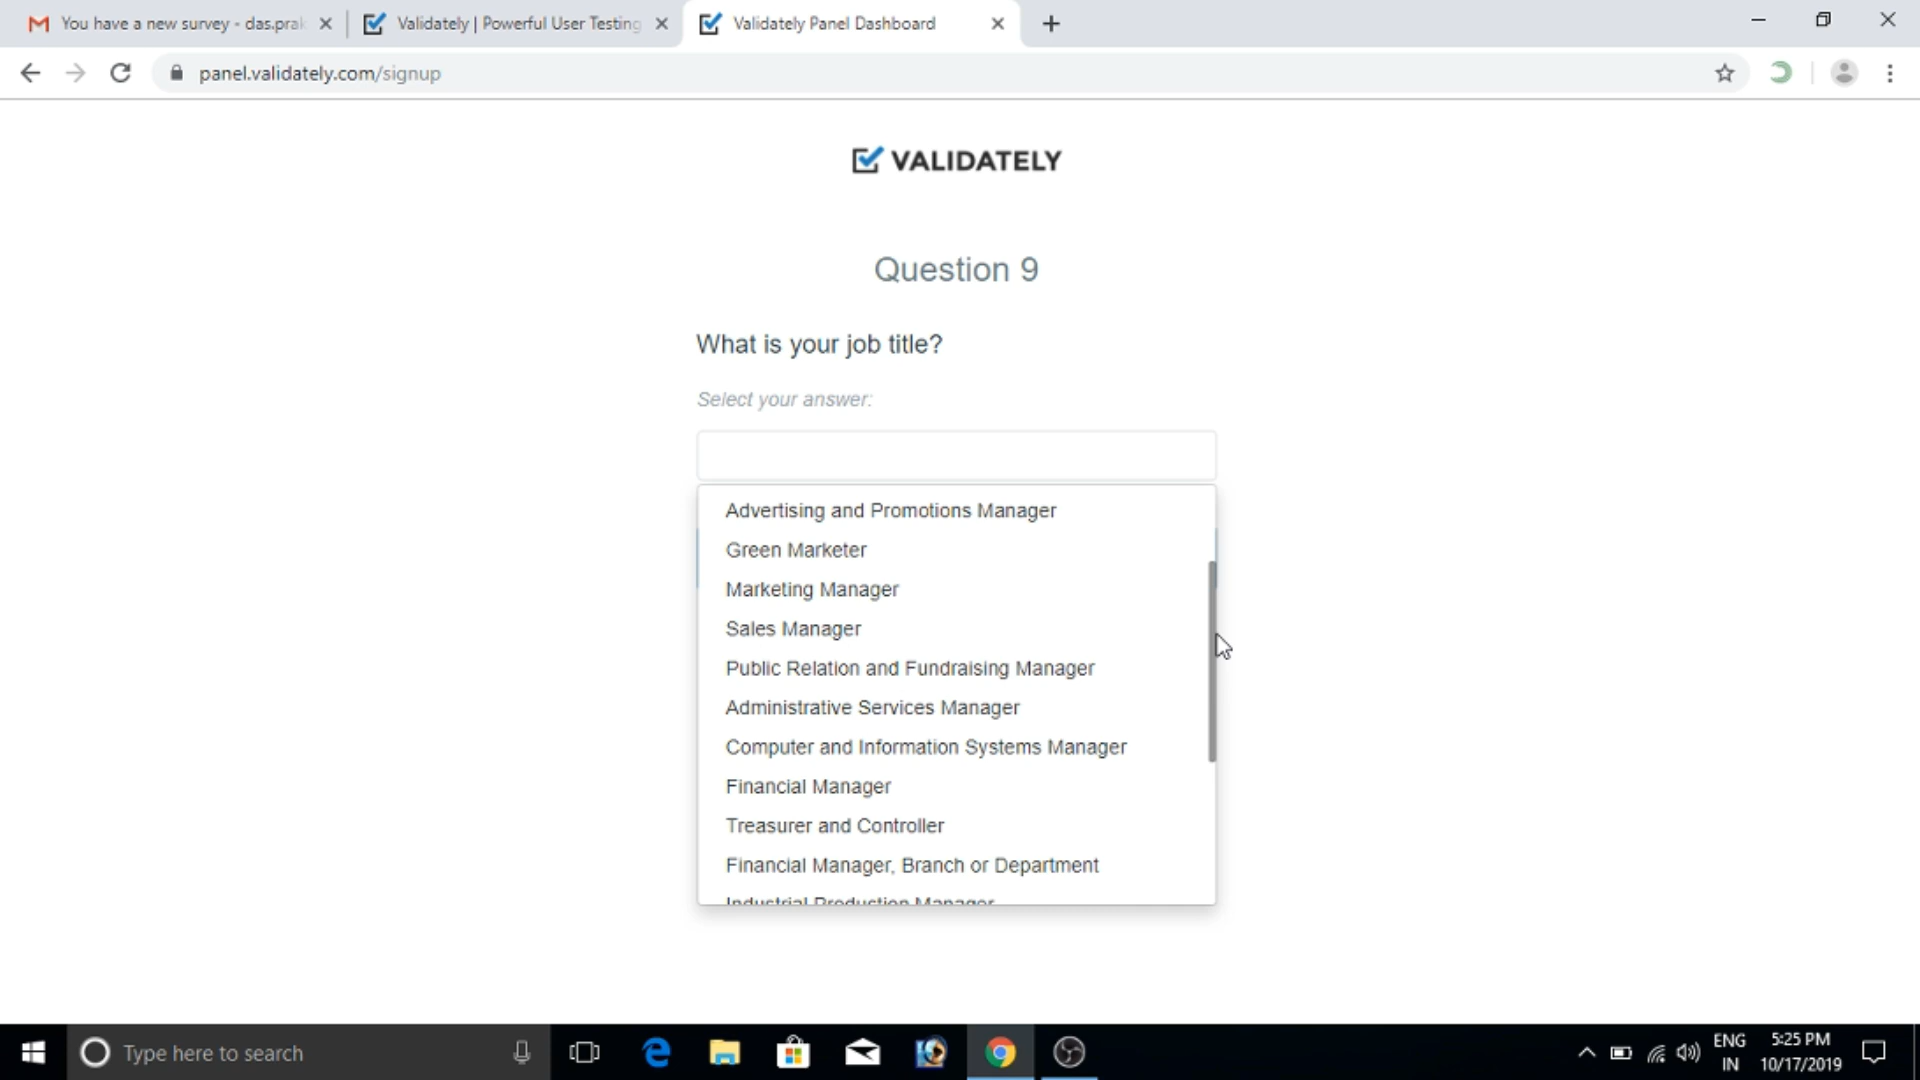 You have a new survey - das.prak
Validately | Powerful User Testing
Validately Panel Dashboard
panel.validately.com/signup
VALIDATELY
Question 9
What is your job title?
Select your answer:
Advertising and Promotions Manager
Green Marketer
Marketing Manager
Sales Manager
Public Relation and Fundraising Manager
Administrative Services Manager
Computer and Information Systems Manager
Financial Manager
Treasurer and Controller
Financial Manager, Branch or Department
Industrial Production Manager
Type here to search
ENG
IN
5:25 PM
10/17/2019